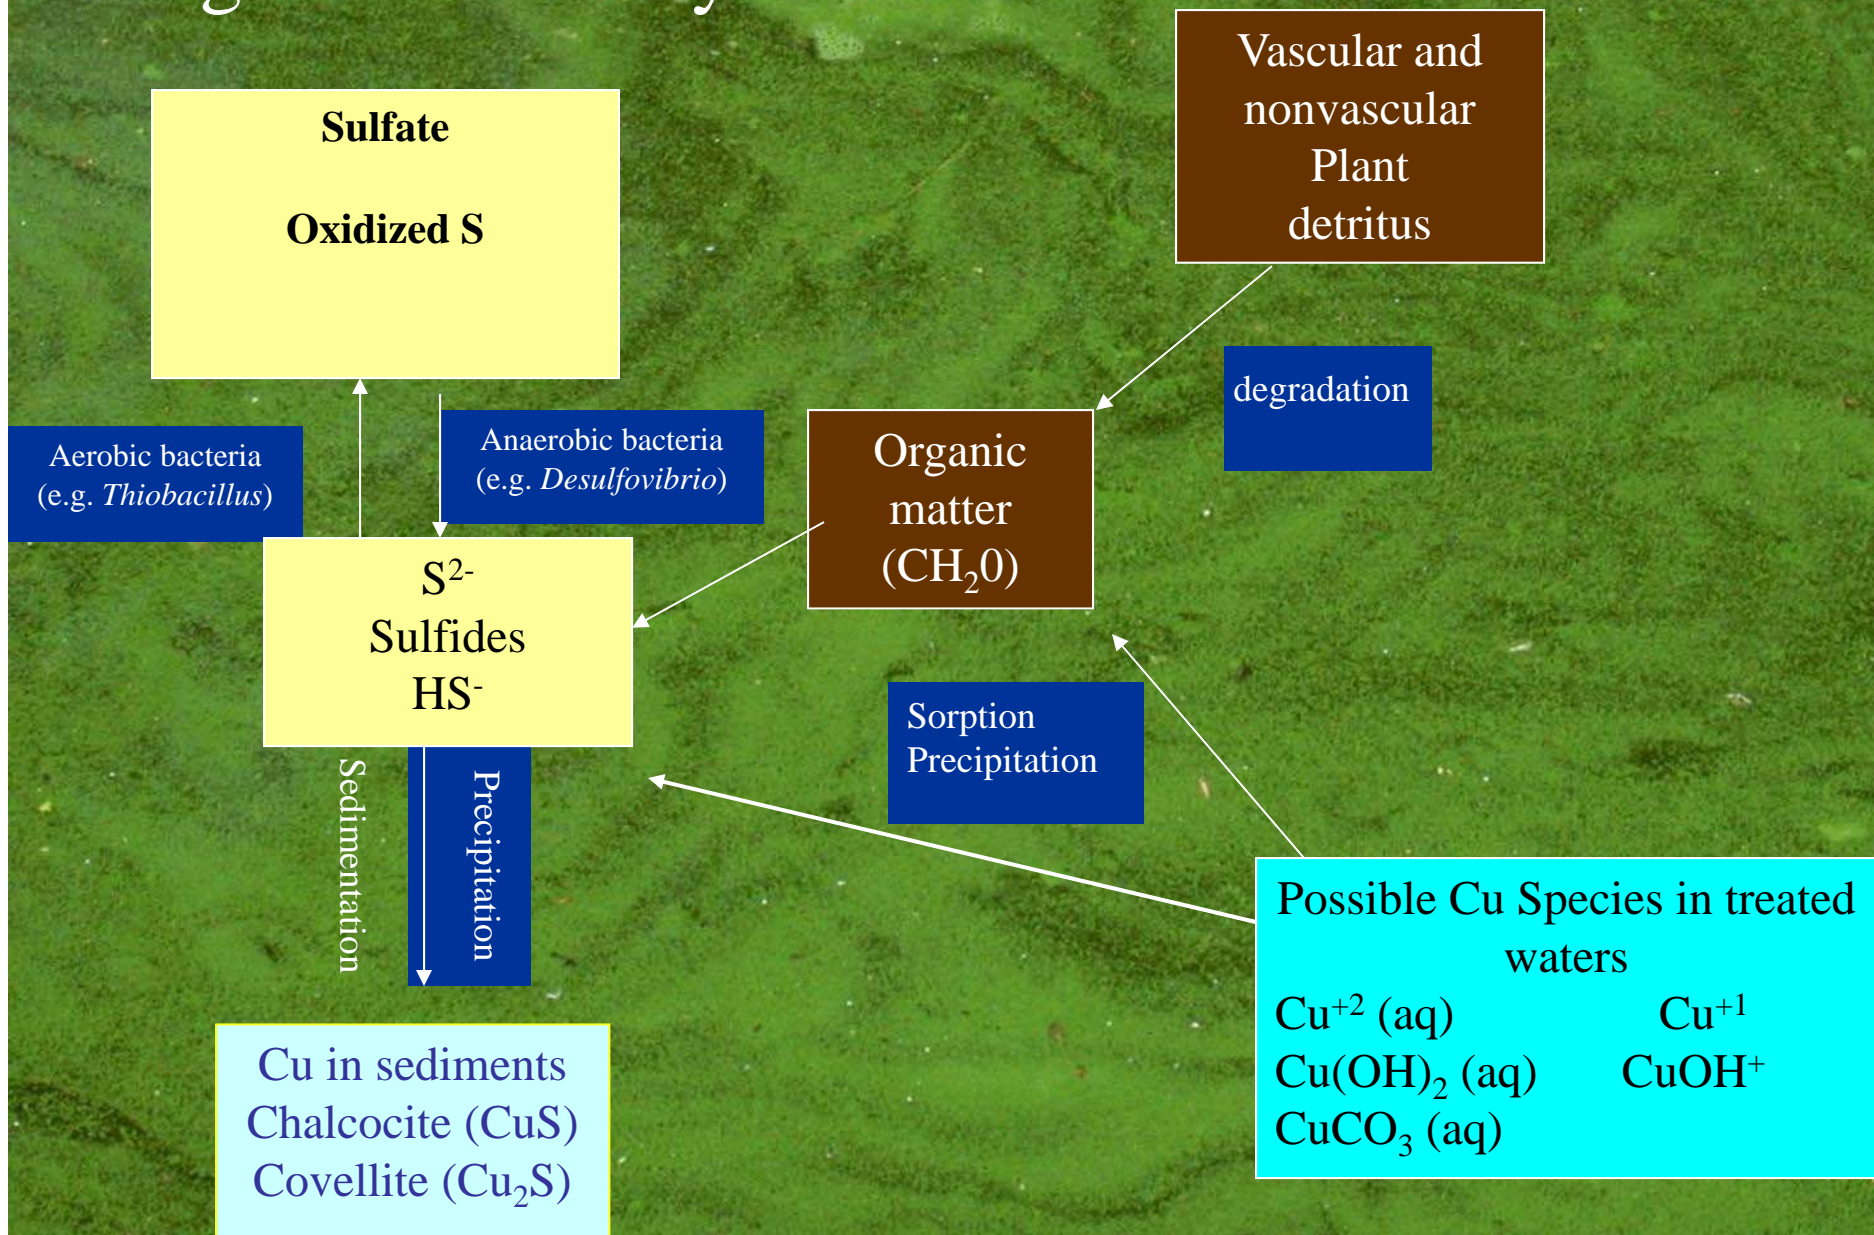 Sulfate
Oxidized S
Vascular and
nonvascular
Plant
detritus
degradation
Aerobic bacteria
(e.g. Thiobacillus)
Anaerobic bacteria
(e.g. Desulfovibrio)
Organic
matter
(CH₂0)
S²⁻
Sulfides
HS⁻
Sorption
Precipitation
Sedimentation
Precipitation
Possible Cu Species in treated
waters
Cu⁺² (aq) Cu⁺¹
Cu(OH)₂ (aq) CuOH⁺
CuCO₃ (aq)
Cu in sediments
Chalcocite (CuS)
Covellite (Cu₂S)